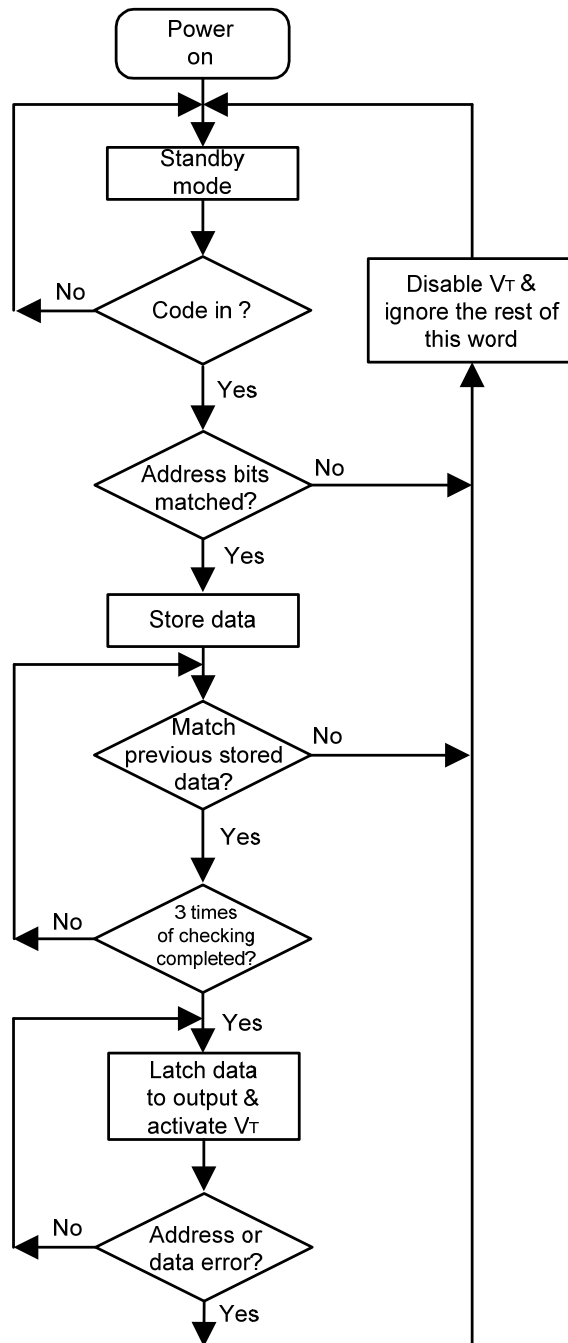 Power
on
Standby
mode
No
Code in ?
Disable VT &
ignore the rest of
this word
Yes
Address bits
matched?
No
Yes
Store data
Match
previous stored
data?
No
Yes
No
3 times
of checking
completed?
Yes
Latch data
to output &
activate VT
No
Address or
data error?
Yes